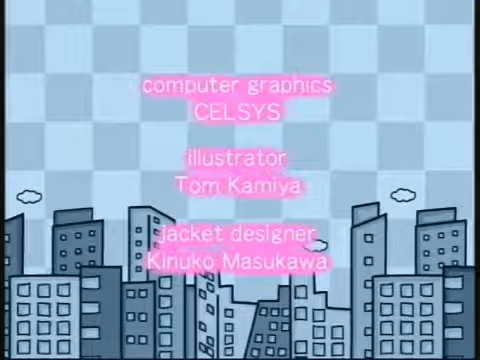 computer graphics
CELSYS
illustrator
Tom Kamiya
jacket designer
Kinuko Masukawa